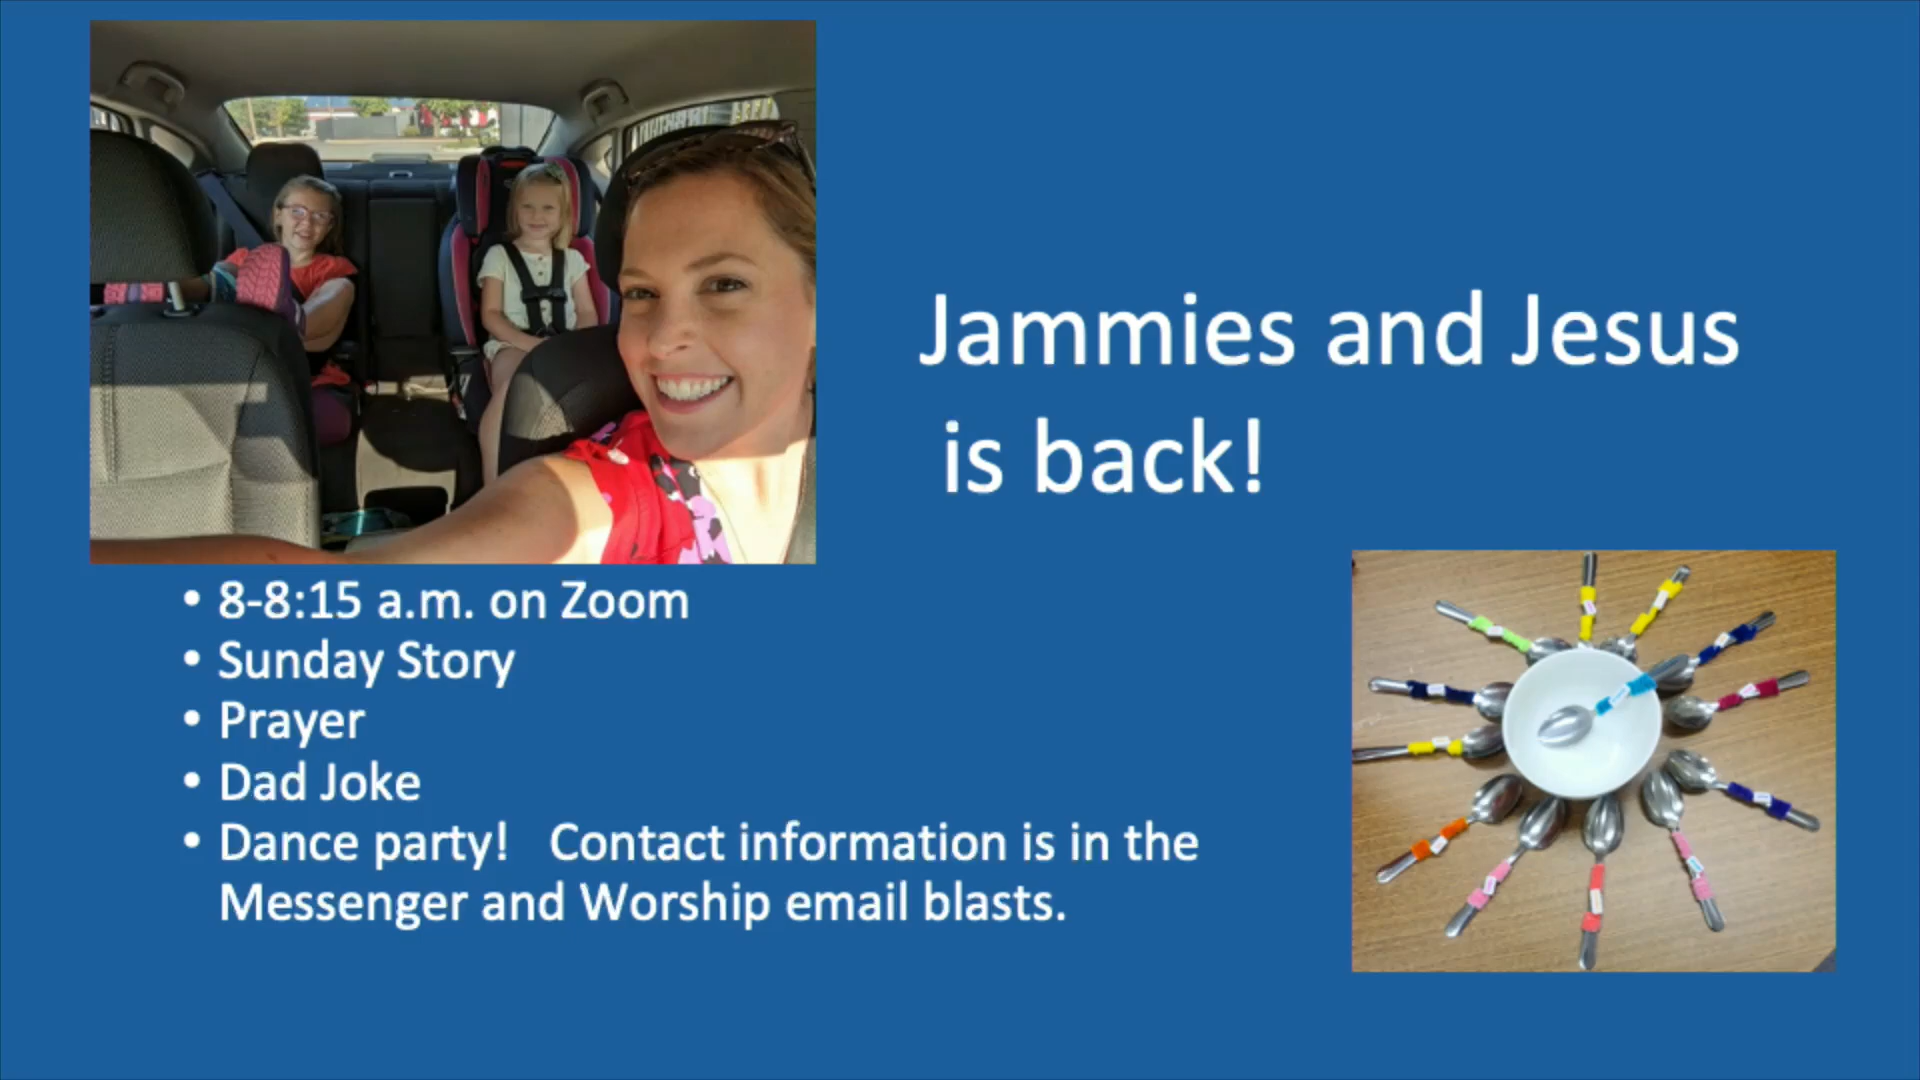 Jammies and Jesus
is back!
• 8-8:15 a.m. on Zoom
• Sunday Story
• Prayer
• Dad Joke
• Dance party!   Contact information is in the
Messenger and Worship email blasts.